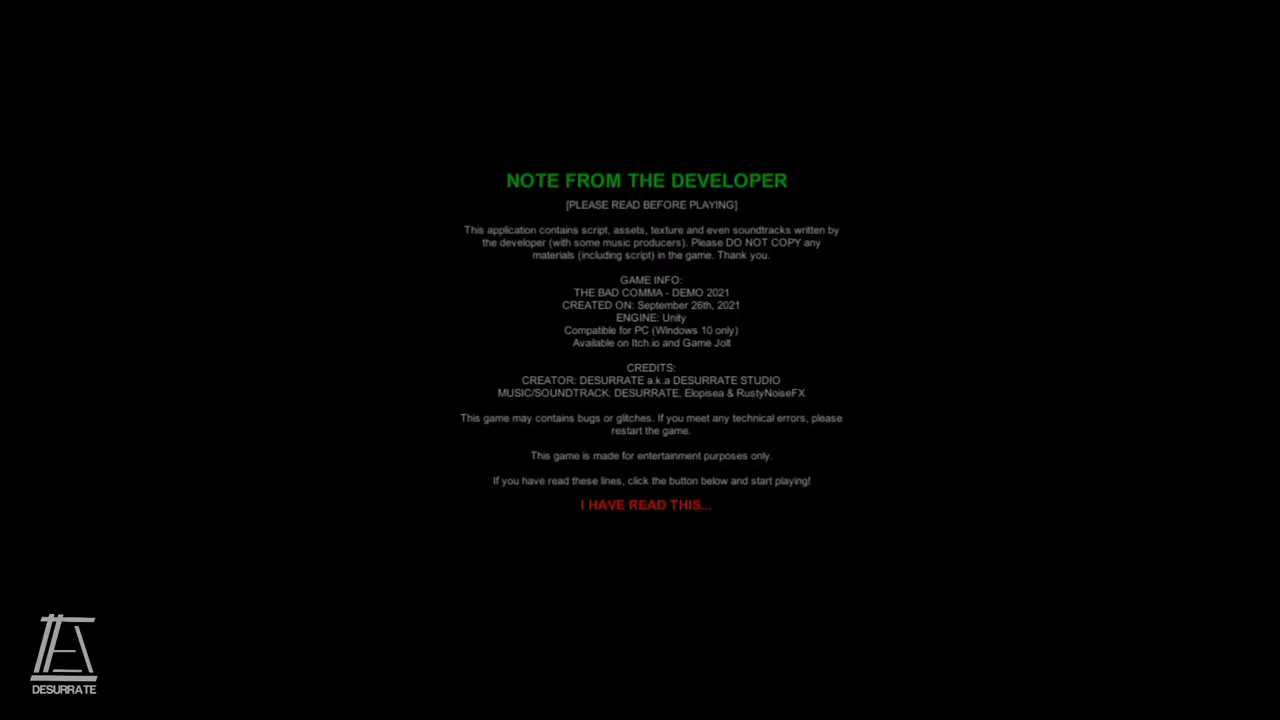 NOTE FROM THE DEVELOPER
[PLEASE READ BEFORE PLAYING]
This application contains script, assets, texture and even soundtracks written by
the developer (with some music producers). Please DO NOT COPY any
materials (including script) in the game. Thank you.
GAME INFO:
THE BAD COMMA - DEMO 2021
CREATED ON: September 26th, 2021
ENGINE: Unity
Compatible for PC (Windows 10 only)
Available on Itch.io and Game Jolt
CREDITS:
CREATOR: DESURRATE a.k.a DESURRATE STUDIO
MUSIC/SOUNDTRACK: DESURRATE, Elopisea & RustyNoiseFX
This game may contains bugs or glitches. If you meet any technical errors, please
restart the game.
This game is made for entertainment purposes only.
If you have read these lines, click the button below and start playing!
I HAVE READ THIS...
DESURRATE